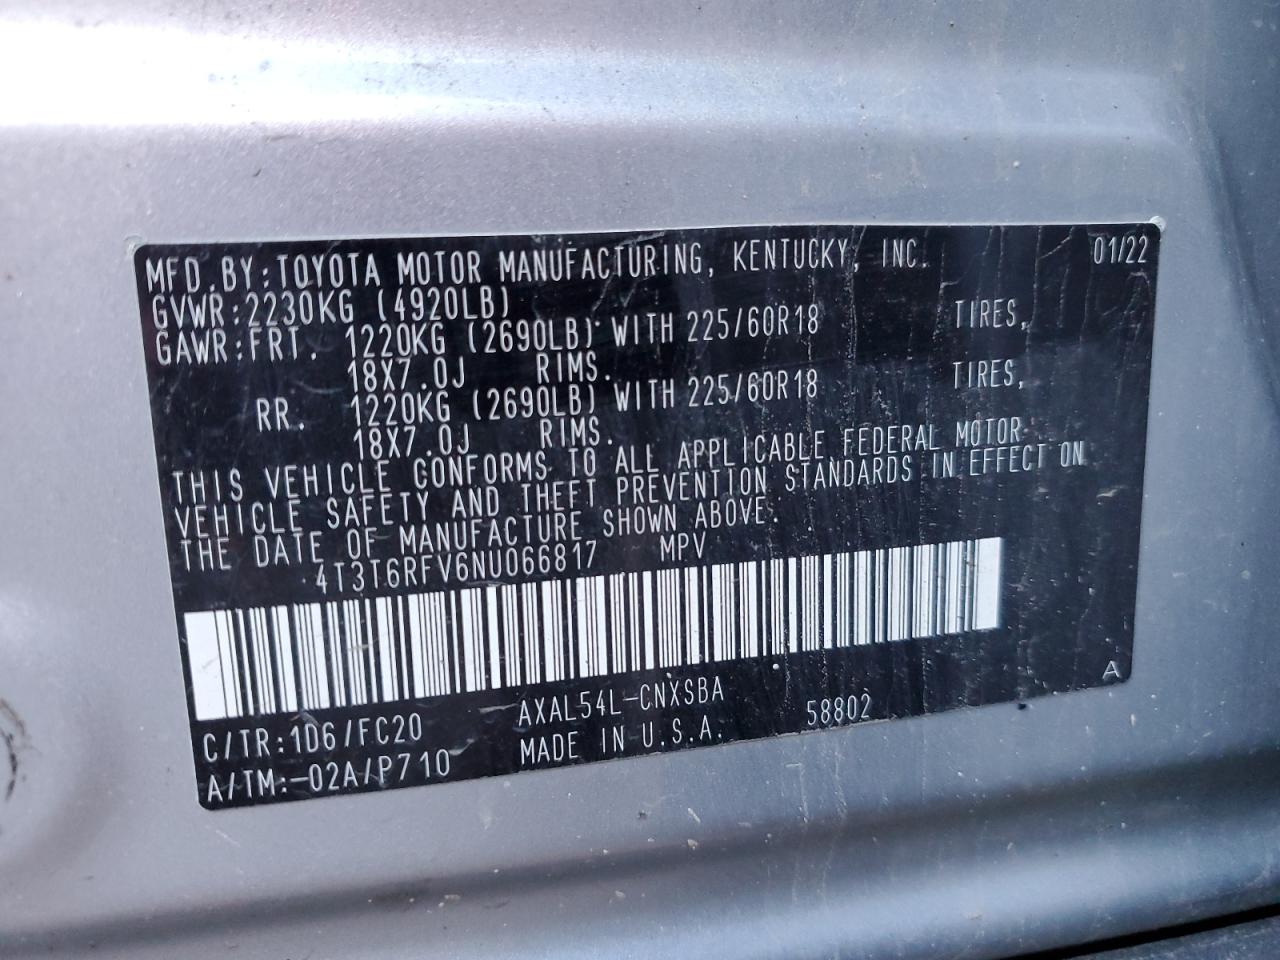 MFD.BY:TOYOTA MOTOR MANUFACTURING, KENTUCKY, INC. 01/22
GVWR:2230KG (4920LB)
GAWR:FRT. 1220KG (2690LB) WITH 225/60R18 TIRES,
18X7.0J RIMS.
RR. 1220KG (2690LB) WITH 225/60R18 TIRES,
18X7.0J RIMS.
THIS VEHICLE CONFORMS TO ALL APPLICABLE FEDERAL MOTOR
VEHICLE SAFETY AND THEFT PREVENTION STANDARDS IN EFFECT ON
THE DATE OF MANUFACTURE SHOWN ABOVE.
4T3T6RFV6NU066817 MPV
C/TR:1D6/FC20 AXAL54L-CNXSBA 58802 A
A/TM:-02A/P710 MADE IN U.S.A.